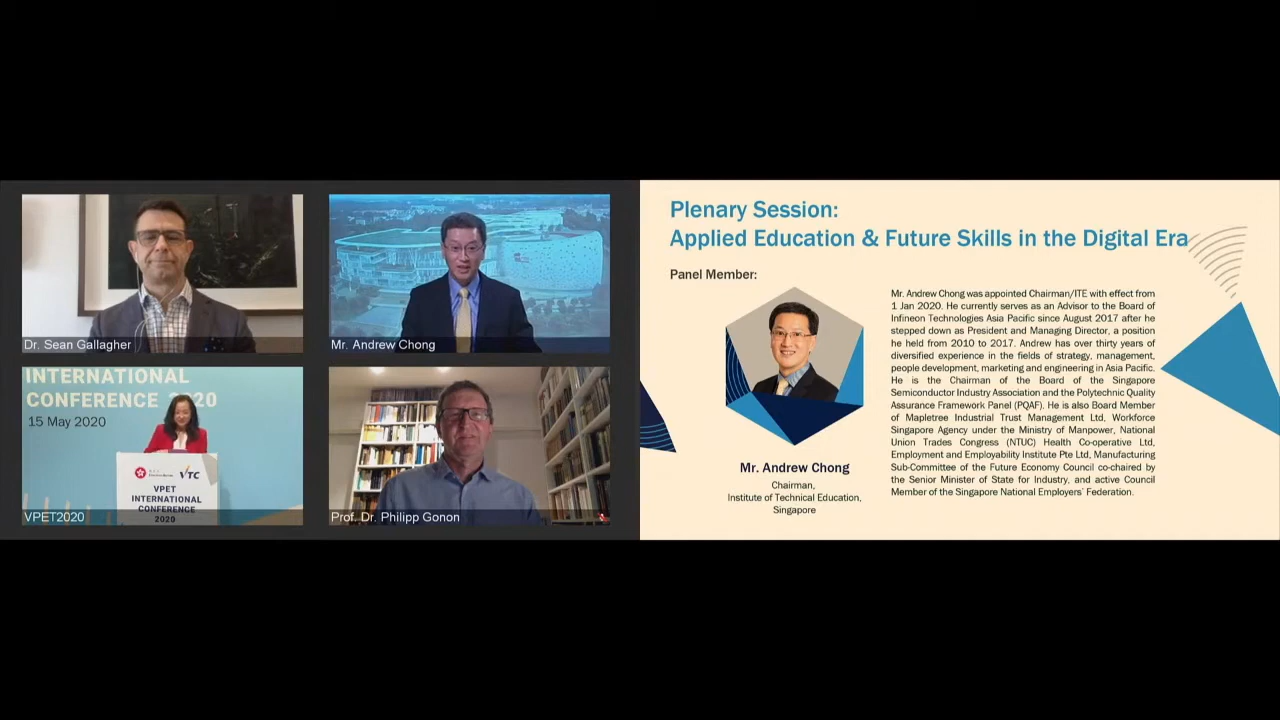 Dr. Sean Gallagher
Mr. Andrew Chong
INTERNATIONAL
CONFERENCE 2020
15 May 2020
VTC
VPET
INTERNATIONAL
CONFERENCE
2020
VPET2020
Prof. Dr. Philipp Gonon
Plenary Session:
Applied Education & Future Skills in the Digital Era
Panel Member:
Mr. Andrew Chong
Chairman,
Institute of Technical Education,
Singapore
Mr. Andrew Chong was appointed Chairman/ITE with effect from
1 Jan 2020. He currently serves as an Advisor to the Board of
Infineon Technologies Asia Pacific since August 2017 after he
stepped down as President and Managing Director, a position
he held from 2010 to 2017. Andrew has over thirty years of
diversified experience in the fields of strategy, management,
people development, marketing and engineering in Asia Pacific.
He is the Chairman of the Board of the Singapore
Semiconductor Industry Association and the Polytechnic Quality
Assurance Framework Panel (PQAF). He is also Board Member
of Mapletree Industrial Trust Management Ltd, Workforce
Singapore Agency under the Ministry of Manpower, National
Union Trades Congress (NTUC) Health Co-operative Ltd,
Employment and Employability Institute Pte Ltd, Manufacturing
Sub-Committee of the Future Economy Council co-chaired by
the Senior Minister of State for Industry, and active Council
Member of the Singapore National Employers' Federation.